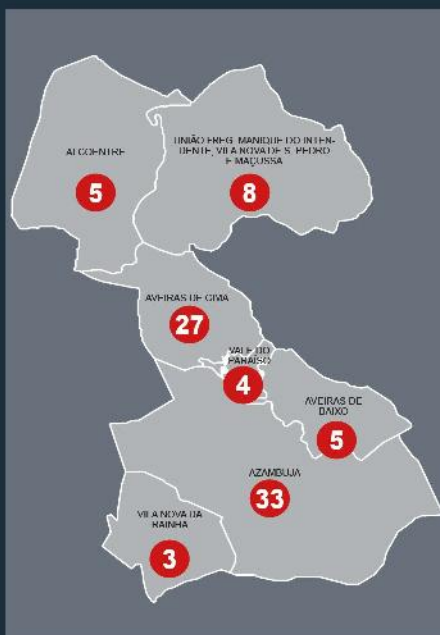 ALCOENTRE
5
UNIÃO FREG. MANIQUE DO INTEN-
DENTE, VILA NOVA DE S. PEDRO
E MAÇUSSA
8
AVEIRAS DE CIMA
27
VALE DO
PARAÍSO
4
AVEIRAS DE
BAIXO
5
AZAMBUJA
33
VILA NOVA DA
RAINHA
3